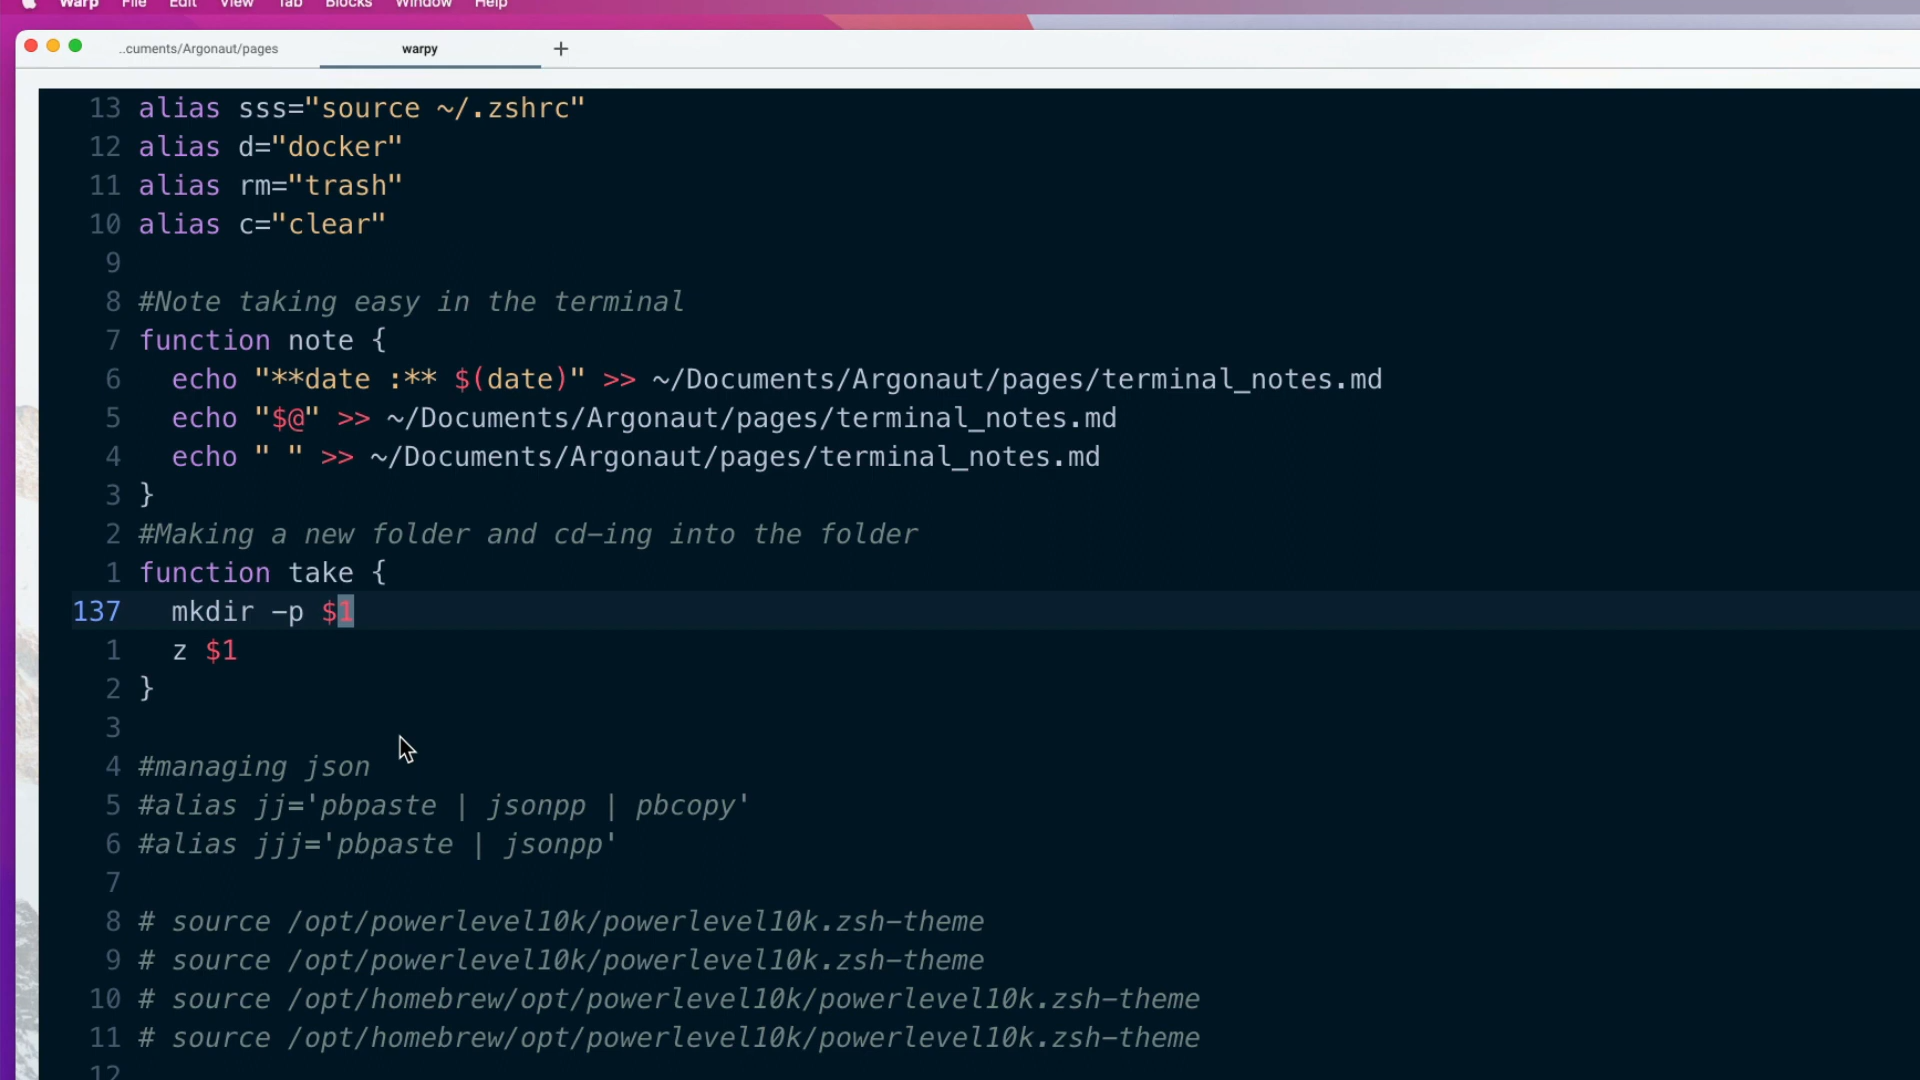 Warp File Edit View Tab Blocks Window Help
..cuments/Argonaut/pages warpy +
13 alias sss="source ~/.zshrc"
12 alias d="docker"
11 alias rm="trash"
10 alias c="clear"
9
8 #Note taking easy in the terminal
7 function note {
6   echo "**date :** $(date)" >> ~/Documents/Argonaut/pages/terminal_notes.md
5   echo "$@" >> ~/Documents/Argonaut/pages/terminal_notes.md
4   echo " " >> ~/Documents/Argonaut/pages/terminal_notes.md
3 }
2 #Making a new folder and cd-ing into the folder
1 function take {
137   mkdir -p $1
1   z $1
2 }
3
4 #managing json
5 #alias jj='pbpaste | jsonpp | pbcopy'
6 #alias jjj='pbpaste | jsonpp'
7
8 # source /opt/powerlevel10k/powerlevel10k.zsh-theme
9 # source /opt/powerlevel10k/powerlevel10k.zsh-theme
10 # source /opt/homebrew/opt/powerlevel10k/powerlevel10k.zsh-theme
11 # source /opt/homebrew/opt/powerlevel10k/powerlevel10k.zsh-theme
12